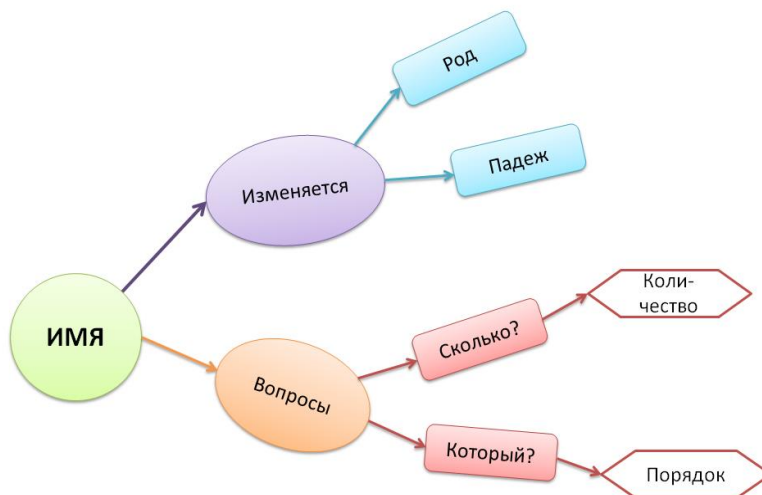 Род
Падеж
Изменяется
ИМЯ
Вопросы
Сколько?
Коли-
чество
Который?
Порядок